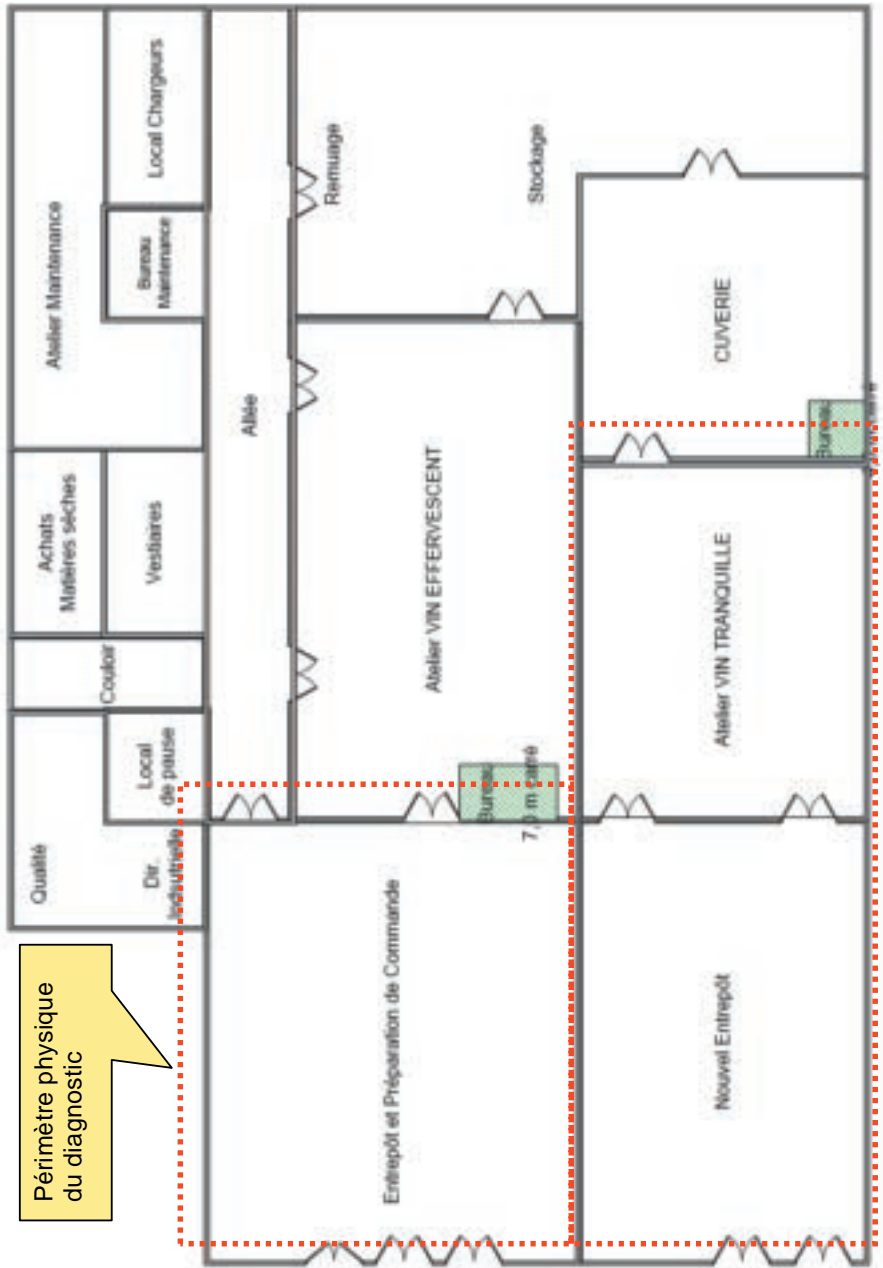 Atelier Maintenance
Local Chargeurs
Bureau
Maintenance
Achats
Matières sèches
Vestiaires
Couloir
Qualité
Local
de pause
Dir.
Indsutrielle
Allée
Remuage
Stockage
Atelier VIN EFFERVESCENT
CUVERIE
Bureau
Atelier VIN TRANQUILLE
Bureau
Entrepôt et Préparation de Commande
Nouvel Entrepôt
Périmètre physique
du diagnostic